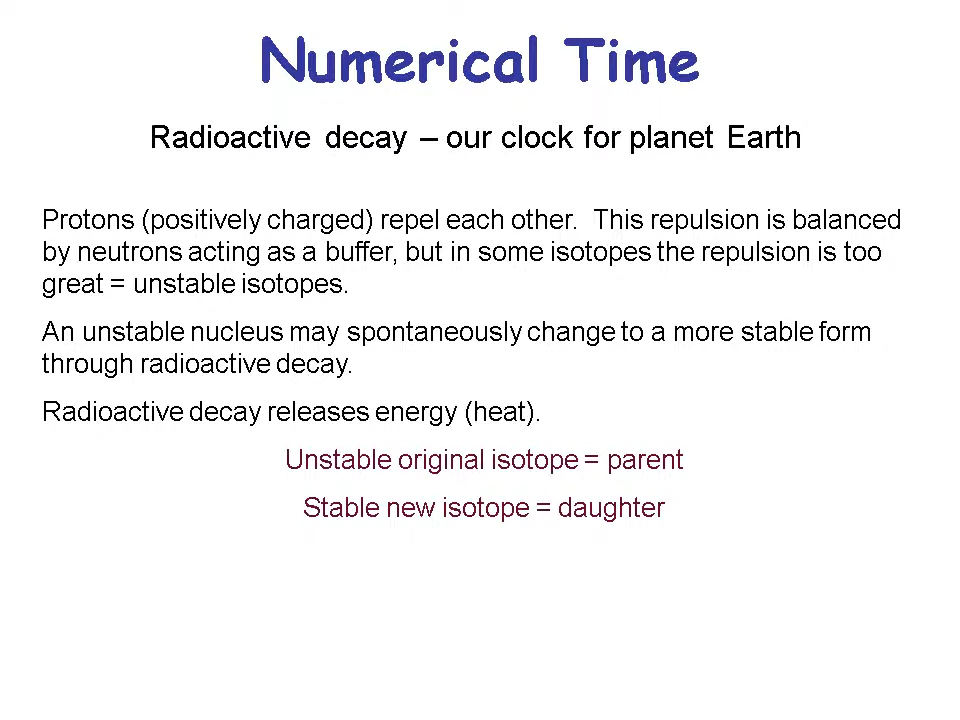 Numerical Time
Radioactive decay – our clock for planet Earth
Protons (positively charged) repel each other.  This repulsion is balanced
by neutrons acting as a buffer, but in some isotopes the repulsion is too
great = unstable isotopes.
An unstable nucleus may spontaneously change to a more stable form
through radioactive decay.
Radioactive decay releases energy (heat).
Unstable original isotope = parent
Stable new isotope = daughter